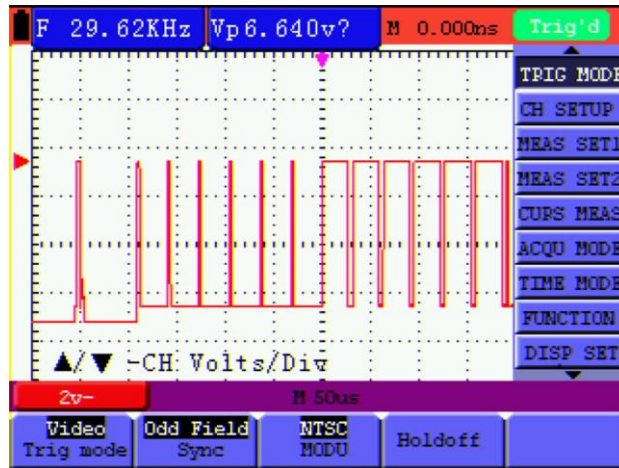 F 29.62KHz Vp6.640v? M 0.000ns Trig'd
TRIG MODE
CH SETUP
MEAS SET1
MEAS SET2
CURS MEAS
ACQU MODE
TIME MODE
FUNCTION
DISP SET
▲/▼ -CH: Volts/Div
2v- M 50us
Video Odd Field NTSC Holdoff
Trig mode Sync MODU